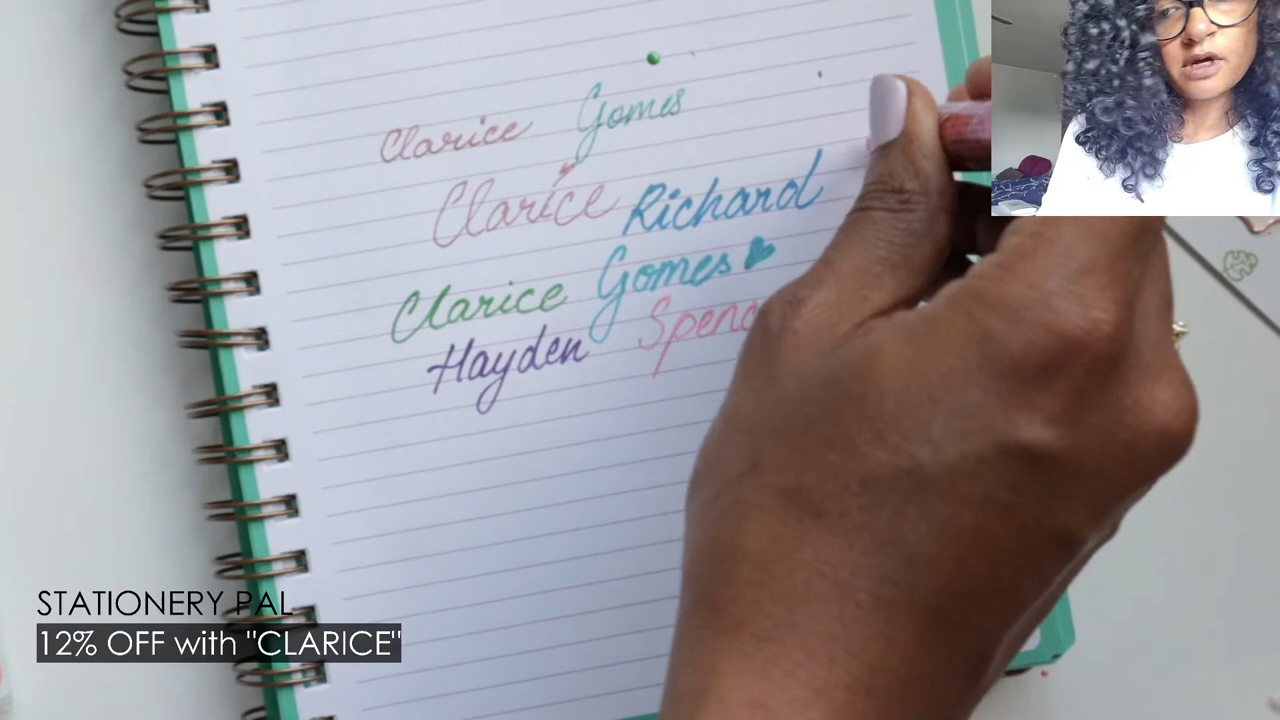 Clarice Gomes
Clarice Richard
Clarice Gomes
Hayden
STATIONERY PAL
12% OFF with "CLARICE"